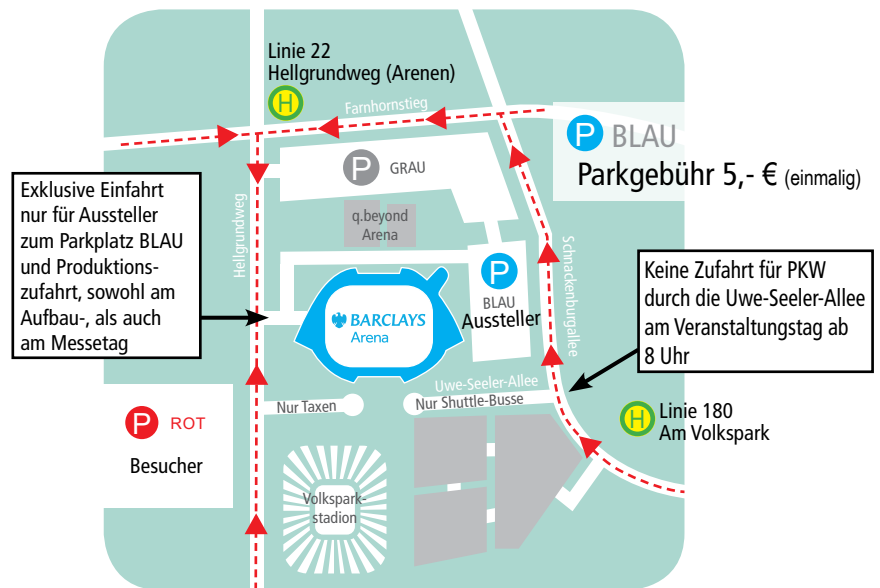 Linie 22
Hellgrundweg (Arenen)
H
Farnhornstieg
P BLAU
Parkgebühr 5,- € (einmalig)
P GRAU
q.beyond
Arena
Exklusive Einfahrt
nur für Aussteller
zum Parkplatz BLAU
und Produktions-
zufahrt, sowohl am
Aufbau-, als auch
am Messetag
Hellgrundweg
Schnackenburgallee
P
BLAU
Aussteller
BARCLAYS
Arena
Keine Zufahrt für PKW
durch die Uwe-Seeler-Allee
am Veranstaltungstag ab
8 Uhr
Uwe-Seeler-Allee
Nur Taxen
Nur Shuttle-Busse
P ROT
Besucher
H Linie 180
Am Volkspark
Volkspark-
stadion